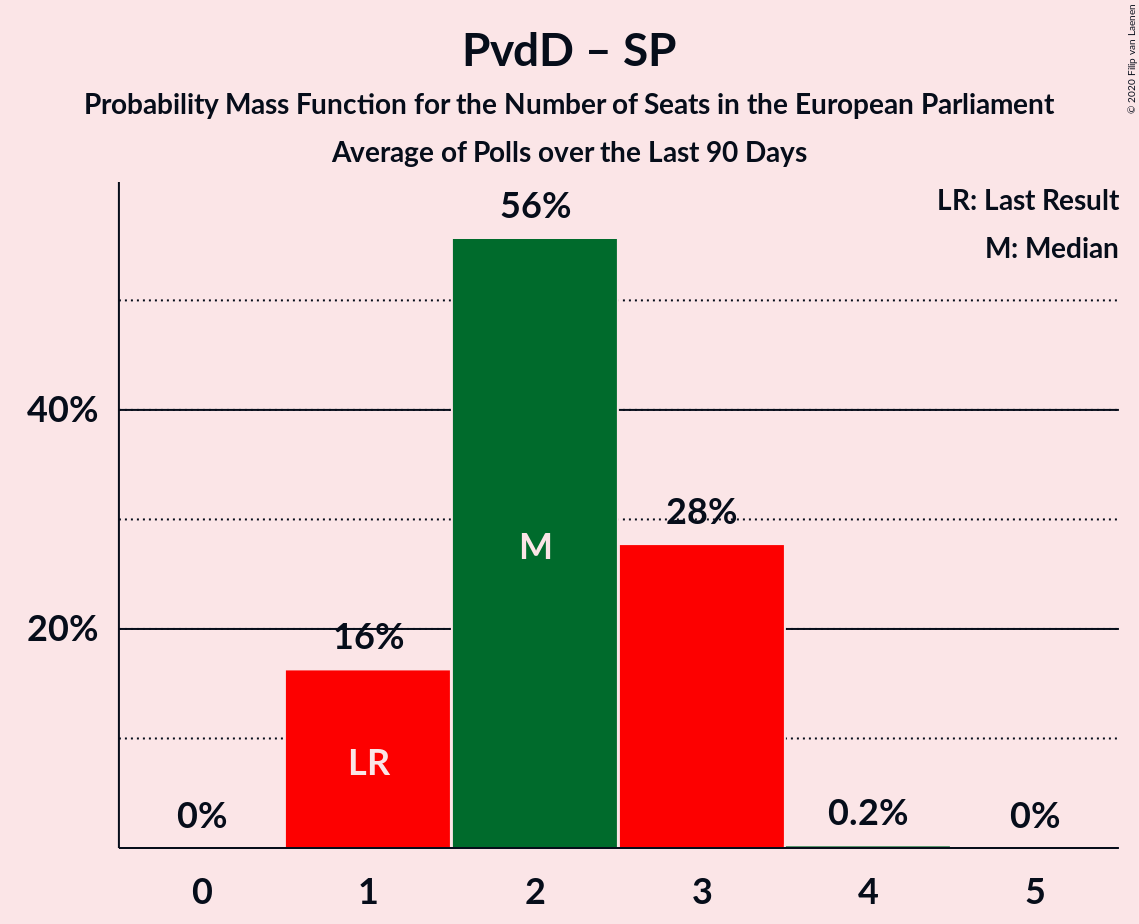 PvdD – SP
Probability Mass Function for the Number of Seats in the European Parliament
Average of Polls over the Last 90 Days
© 2020 Filip van Laenen
LR: Last Result
M: Median
56%
40%
28%
M
20%
16%
LR
0%
0.2%
0%
0 1 2 3 4 5